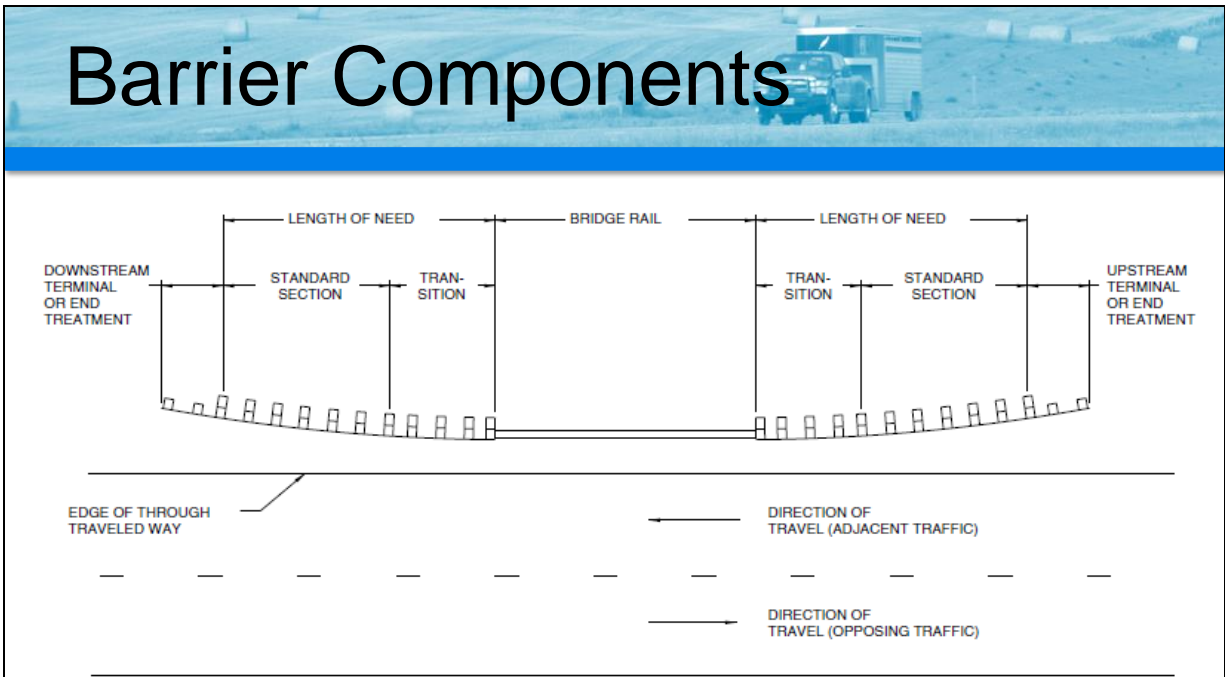 Barrier Components
LENGTH OF NEED
BRIDGE RAIL
LENGTH OF NEED
DOWNSTREAM
TERMINAL
OR END
TREATMENT
STANDARD
SECTION
TRAN-
SITION
TRAN-
SITION
STANDARD
SECTION
UPSTREAM
TERMINAL
OR END
TREATMENT
EDGE OF THROUGH
TRAVELED WAY
DIRECTION OF
TRAVEL (ADJACENT TRAFFIC)
DIRECTION OF
TRAVEL (OPPOSING TRAFFIC)